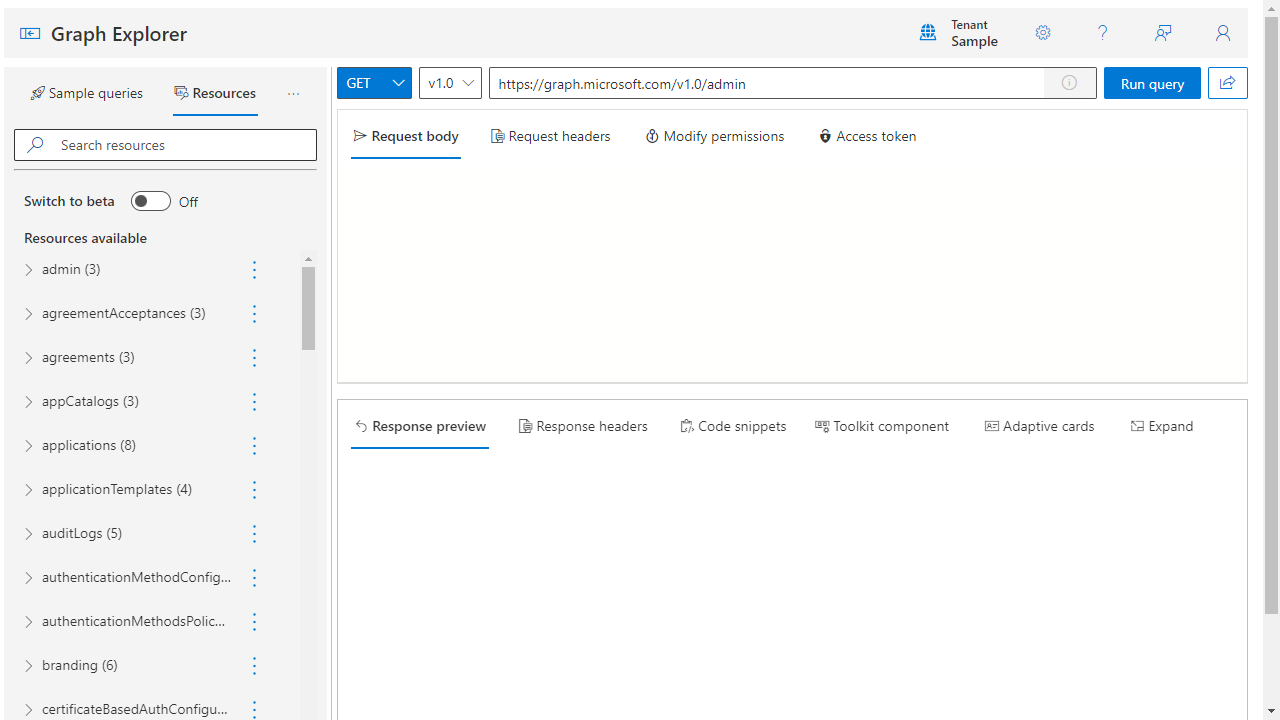 Graph Explorer
Tenant
Sample
Sample queries
Resources
Search resources
Switch to beta
Off
Resources available
admin (3)
agreementAcceptances (3)
agreements (3)
appCatalogs (3)
applications (8)
applicationTemplates (4)
auditLogs (5)
authenticationMethodConfig...
authenticationMethodsPolic...
branding (6)
certificateBasedAuthConfigu...
GET
v1.0
https://graph.microsoft.com/v1.0/admin
Run query
Request body
Request headers
Modify permissions
Access token
Response preview
Response headers
Code snippets
Toolkit component
Adaptive cards
Expand